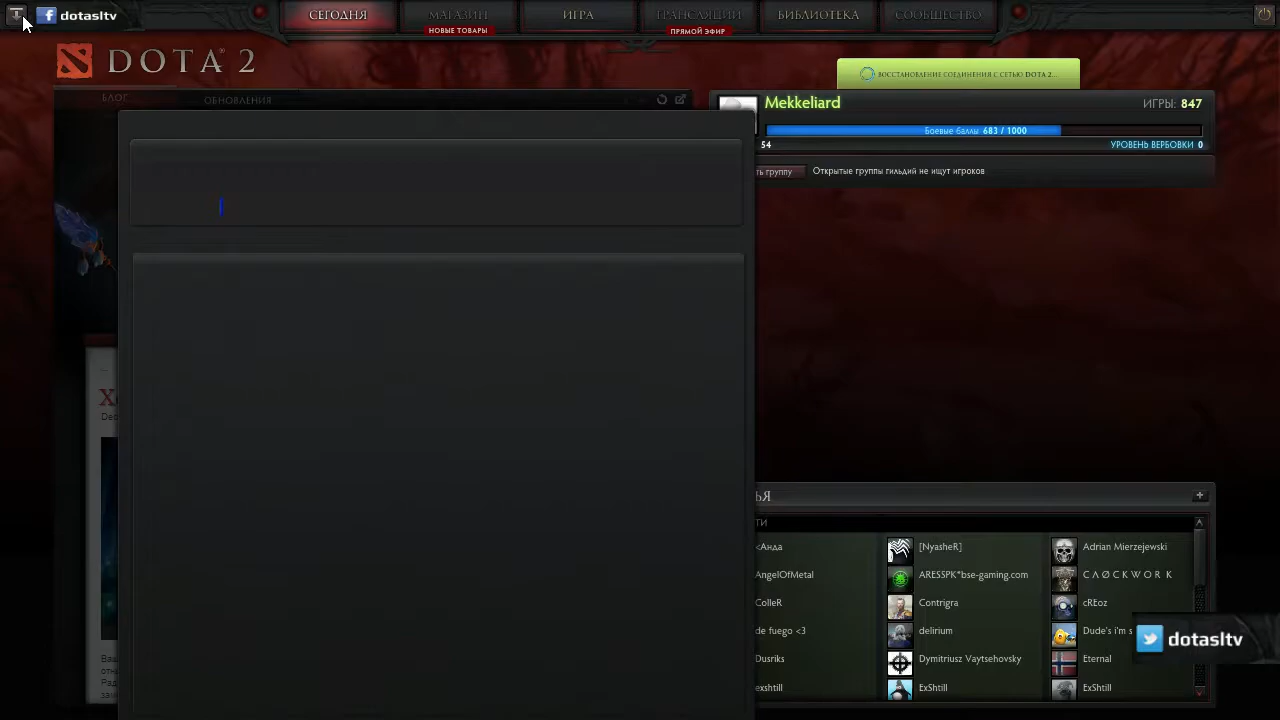 dotasltv
СЕГОДНЯ
МАГАЗИН
НОВЫЕ ТОВАРЫ
ИГРА
ТРАНСЛЯЦИИ
ПРЯМОЙ ЭФИР
БИБЛИОТЕКА
СООБЩЕСТВО
DOTA 2
БЛОГ
ОБНОВЛЕНИЯ
ВОССТАНОВЛЕНИЕ СОЕДИНЕНИЯ С СЕТЬЮ DOTA 2...
Mekkeliard
ИГРЫ: 847
Боевые баллы 683 / 1000
54
УРОВЕНЬ ВЕРБОВКИ 0
ть группу
Открытые группы гильдий не ищут игроков
ЬЯ
ТИ
<Анда
[NyasheR]
Adrian Mierzejewski
AngelOfMetal
ARESSPK*bse-gaming.com
C Λ Ø C K W O R K
ColleR
Contrigra
cREoz
de fuego <3
delirium
Dude's i'm s
Dusriks
Dymitriusz Vaytsehovsky
Eternal
exshtill
ExShtill
ExShtill
dotasltv